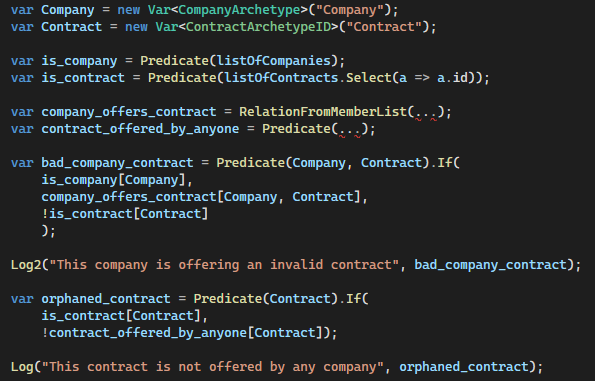 var Company = new Var<CompanyArchetype>("Company");
var Contract = new Var<ContractArchetypeID>("Contract");

var is_company = Predicate(listOfCompanies);
var is_contract = Predicate(listOfContracts.Select(a => a.id));

var company_offers_contract = RelationFromMemberList(...);
var contract_offered_by_anyone = Predicate(...);

var bad_company_contract = Predicate(Company, Contract).If(
    is_company[Company],
    company_offers_contract[Company, Contract],
    !is_contract[Contract]
    );

Log2("This company is offering an invalid contract", bad_company_contract);

var orphaned_contract = Predicate(Contract).If(
    is_contract[Contract],
    !contract_offered_by_anyone[Contract]);

Log("This contract is not offered by any company", orphaned_contract);